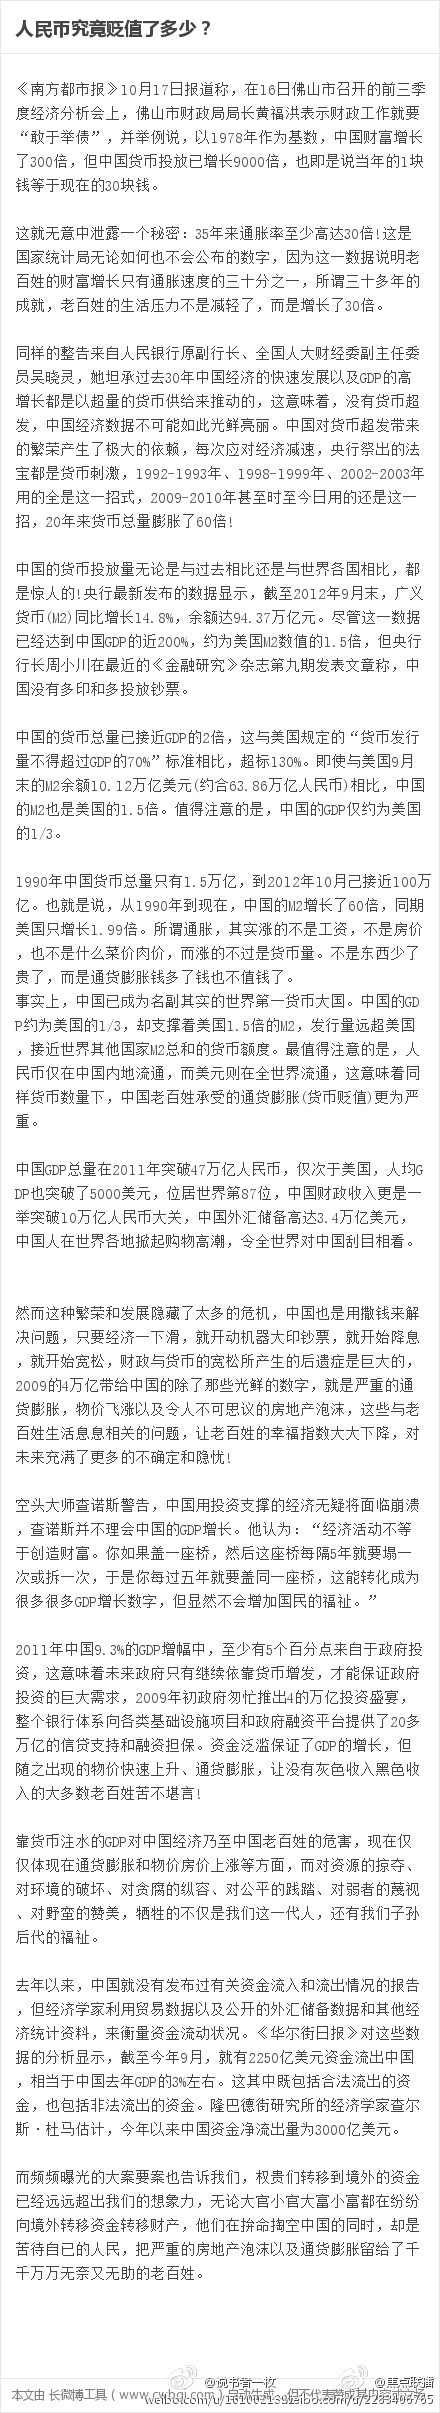 人民币究竟贬值了多少？
《南方都市报》10月17日报道称，在16日佛山市召开的前三季
度经济分析会上，佛山市财政局局长黄福洪表示财政工作就要
“敢于举债”，并举例说，以1978年作为基数，中国财富增长
了300倍，但中国货币投放已增长9000倍，也即是说当年的1块
钱等于现在的30块钱。
这就无意中泄露一个秘密：35年来通胀率至少高达30倍!这是
国家统计局无论如何也不会公布的数字，因为这一数据说明老
百姓的财富增长只有通胀速度的三十分之一，所谓三十多年的
成就，老百姓的生活压力不是减轻了，而是增长了30倍。
同样的警告来自人民银行原副行长、全国人大财经委副主任委
员吴晓灵，她坦承过去30年中国经济的快速发展以及GDP的高
增长都是以超量的货币供给来推动的，这意味着，没有货币超
发，中国经济数据不可能如此光鲜亮丽。中国对货币超发带来
的繁荣产生了极大的依赖，每次应对经济减速，央行祭出的法
宝都是货币刺激，1992-1993年、1998-1999年、2002-2003年
用的全是这一招式，2009-2010年甚至时至今日用的还是这一
招，20年来货币总量膨胀了60倍!
中国的货币投放量无论是与过去相比还是与世界各国相比，都
是惊人的!央行最新发布的数据显示，截至2012年9月末，广义
货币(M2)同比增长14.8%，余额达94.37万亿元。尽管这一数据
已经达到中国GDP的近200%，约为美国M2数值的1.5倍，但央行
行长周小川在最近的《金融研究》杂志第九期发表文章称，中
国没有多印和多投放钞票。
中国的货币总量已接近GDP的2倍，这与美国规定的“货币发行
量不得超过GDP的70%”标准相比，超标130%。即使与美国9月
末的M2余额10.12万亿美元(约合63.86万亿人民币)相比，中国
的M2也是美国的1.5倍。值得注意的是，中国的GDP仅约为美国
的1/3。
1990年中国货币总量只有1.5万亿，到2012年10月己接近100万
亿。也就是说，从1990年到现在，中国的M2增长了60倍，同期
美国只增长1.99倍。所谓通胀，其实涨的不是工资，不是房价
，也不是什么菜价肉价，而涨的不过是货币量。不是东西少了
贵了，而是通货膨胀钱多了钱也不值钱了。
事实上，中国已成为名副其实的世界第一货币大国。中国的GD
P约为美国的1/3，却支撑着美国1.5倍的M2，发行量远超美国
，接近世界其他国家M2总和的货币额度。最值得注意的是，人
民币仅在中国内地流通，而美元则在全世界流通，这意味着同
样货币数量下，中国老百姓承受的通货膨胀(货币贬值)更为严
重。
中国GDP总量在2011年突破47万亿人民币，仅次于美国，人均G
DP也突破了5000美元，位居世界第87位，中国财政收入更是一
举突破10万亿人民币大关，中国外汇储备高达3.4万亿美元，
中国人在世界各地掀起购物高潮，令全世界对中国刮目相看。
然而这种繁荣和发展隐藏了太多的危机，中国也是用撒钱来解
决问题，只要经济一下滑，就开动机器大印钞票，就开始降息
，就开始宽松，财政与货币的宽松所产生的后遗症是巨大的，
2009的4万亿带给中国的除了那些光鲜的数字，就是严重的通
货膨胀，物价飞涨以及令人不可思议的房地产泡沫，这些与老
百姓生活息息相关的问题，让老百姓的幸福指数大大下降，对
未来充满了更多的不确定和隐忧!
空头大师查诺斯警告，中国用投资支撑的经济无疑将面临崩溃
，查诺斯并不理会中国的GDP增长。他认为：“经济活动不等
于创造财富。你如果盖一座桥，然后这座桥每隔5年就要塌一
次或拆一次，于是你每过五年就要盖同一座桥，这能转化成为
很多很多GDP增长数字，但显然不会增加国民的福祉。”
2011年中国9.3%的GDP增幅中，至少有5个百分点来自于政府投
资，这意味着未来政府只有继续依靠货币增发，才能保证政府
投资的巨大需求，2009年初政府匆忙推出4的万亿投资盛宴，
整个银行体系向各类基础设施项目和政府融资平台提供了20多
万亿的信贷支持和融资担保。资金泛滥保证了GDP的增长，但
随之出现的物价快速上升、通货膨胀，让没有灰色收入黑色收
入的大多数老百姓苦不堪言!
靠货币注水的GDP对中国经济乃至中国老百姓的危害，现在仅
仅体现在通货膨胀和物价房价上涨等方面，而对资源的掠夺、
对环境的破坏、对贪腐的纵容、对公平的践踏、对弱者的蔑视
、对野蛮的赞美，牺牲的不仅是我们这一代人，还有我们子孙
后代的福祉。
去年以来，中国就没有发布过有关资金流入和流出情况的报告
，但经济学家利用贸易数据以及公开的外汇储备数据和其他经
济统计资料，来衡量资金流动状况。《华尔街日报》对这些数
据的分析显示，截至今年9月，就有2250亿美元资金流出中国
，相当于中国去年GDP的3%左右。这其中既包括合法流出的资
金，也包括非法流出的资金。隆巴德街研究所的经济学家查尔
斯·杜马估计，今年以来中国资金净流出量为3000亿美元。
而频频曝光的大案要案也告诉我们，权贵们转移到境外的资金
已经远远超出我们的想象力，无论大官小官大富小富都在纷纷
向境外转移资金转移财产，他们在拚命掏空中国的同时，却是
苦待自已的人民，把严重的房地产泡沫以及通货膨胀留给了千
千万万无奈又无助的老百姓。
@说书者一枚
@焦点联播
本文由 长微博工具（www.cwbgj.com）自动生成，但不代表赞成其内容或立场